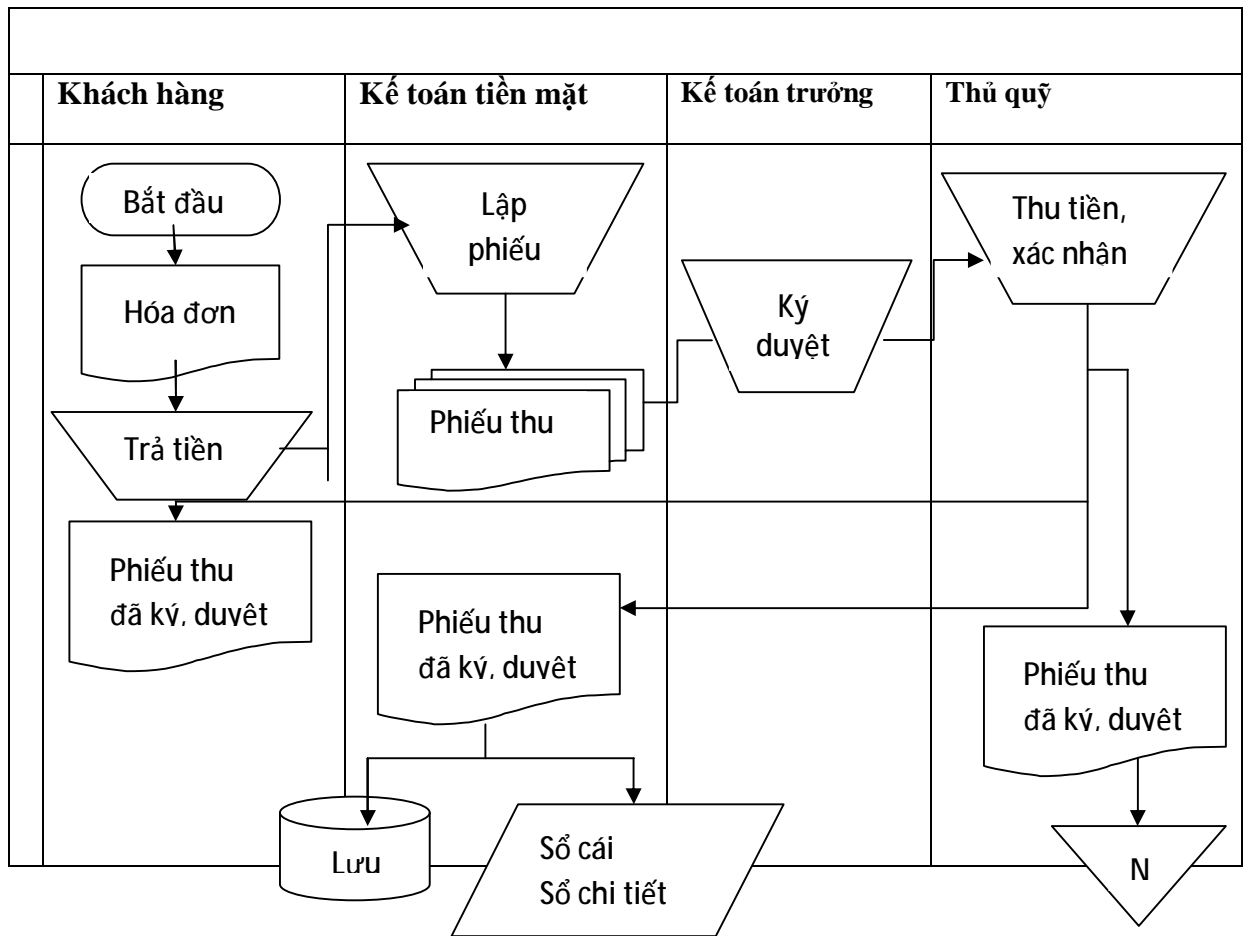 Khách hàng
Kế toán tiền mặt
Kế toán trưởng
Thủ quỹ
Bắt đầu
Hóa đơn
Trả tiền
Phiếu thu
đã ký, duyệt
Lập
phiếu
Phiếu thu
Phiếu thu
đã ký, duyệt
Lưu
Sổ cái
Sổ chi tiết
Ký
duyệt
Thu tiền,
xác nhận
Phiếu thu
đã ký, duyệt
N